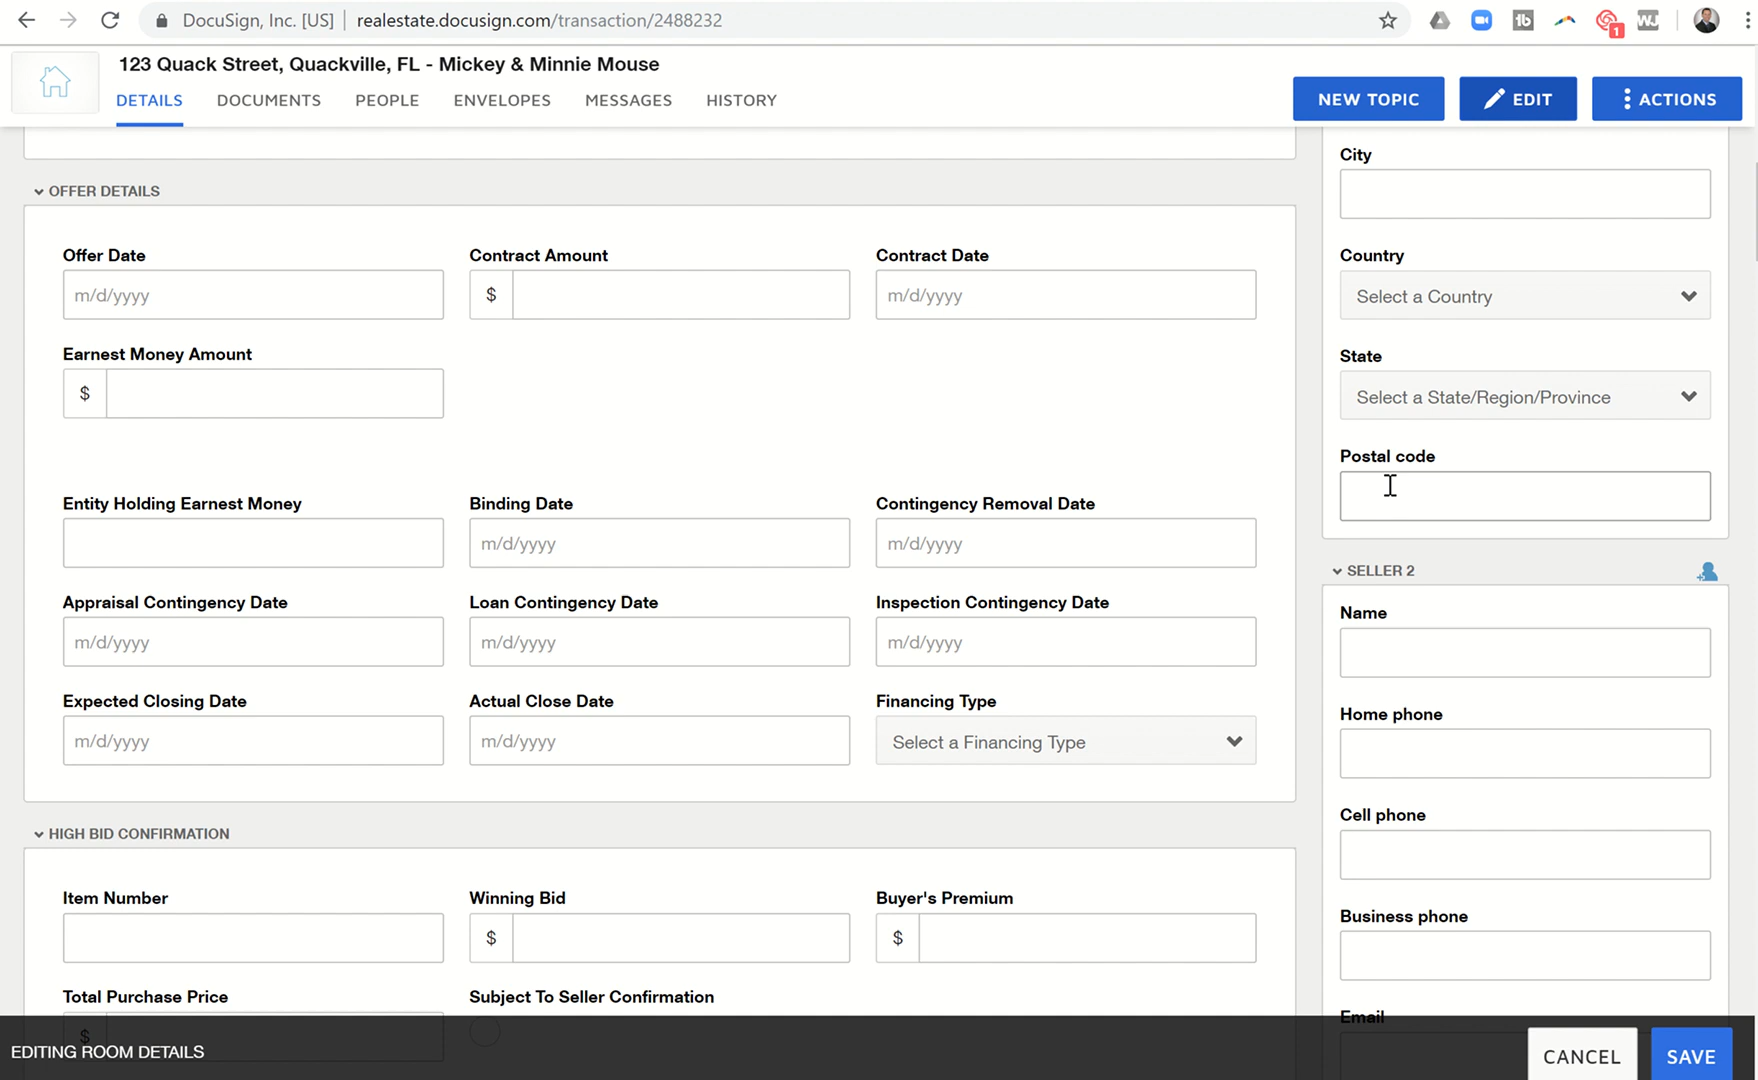 DocuSign, Inc. [US] | realestate.docusign.com/transaction/2488232
1b
1
WJ
123 Quack Street, Quackville, FL - Mickey & Minnie Mouse
DETAILS DOCUMENTS PEOPLE ENVELOPES MESSAGES HISTORY
NEW TOPIC EDIT ACTIONS
OFFER DETAILS
Offer Date Contract Amount Contract Date
m/d/yyyy $ m/d/yyyy
Earnest Money Amount
$
Entity Holding Earnest Money Binding Date Contingency Removal Date
m/d/yyyy m/d/yyyy
Appraisal Contingency Date Loan Contingency Date Inspection Contingency Date
m/d/yyyy m/d/yyyy m/d/yyyy
Expected Closing Date Actual Close Date Financing Type
m/d/yyyy m/d/yyyy Select a Financing Type
HIGH BID CONFIRMATION
Item Number Winning Bid Buyer's Premium
$ $
Total Purchase Price Subject To Seller Confirmation
$
City
Country
Select a Country
State
Select a State/Region/Province
Postal code
SELLER 2
Name
Home phone
Cell phone
Business phone
Email
EDITING ROOM DETAILS
CANCEL SAVE